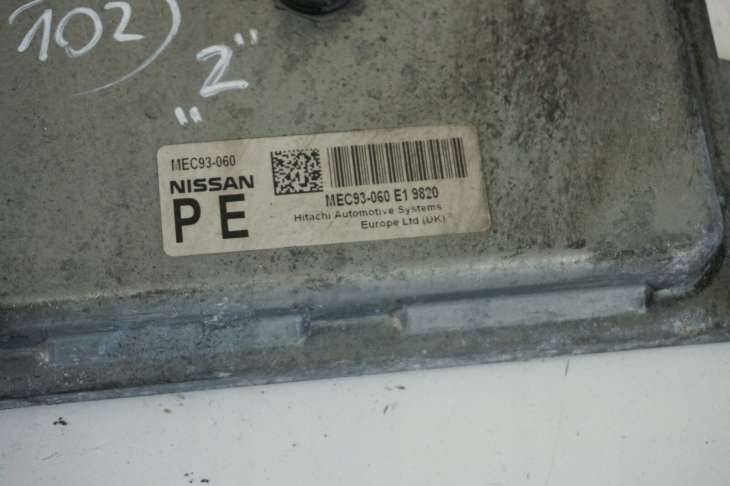 102)
"2"
MEC93-060
NISSAN
PE
MEC93-060 E1 9820
Hitachi Automotive Systems
Europe Ltd (UK)